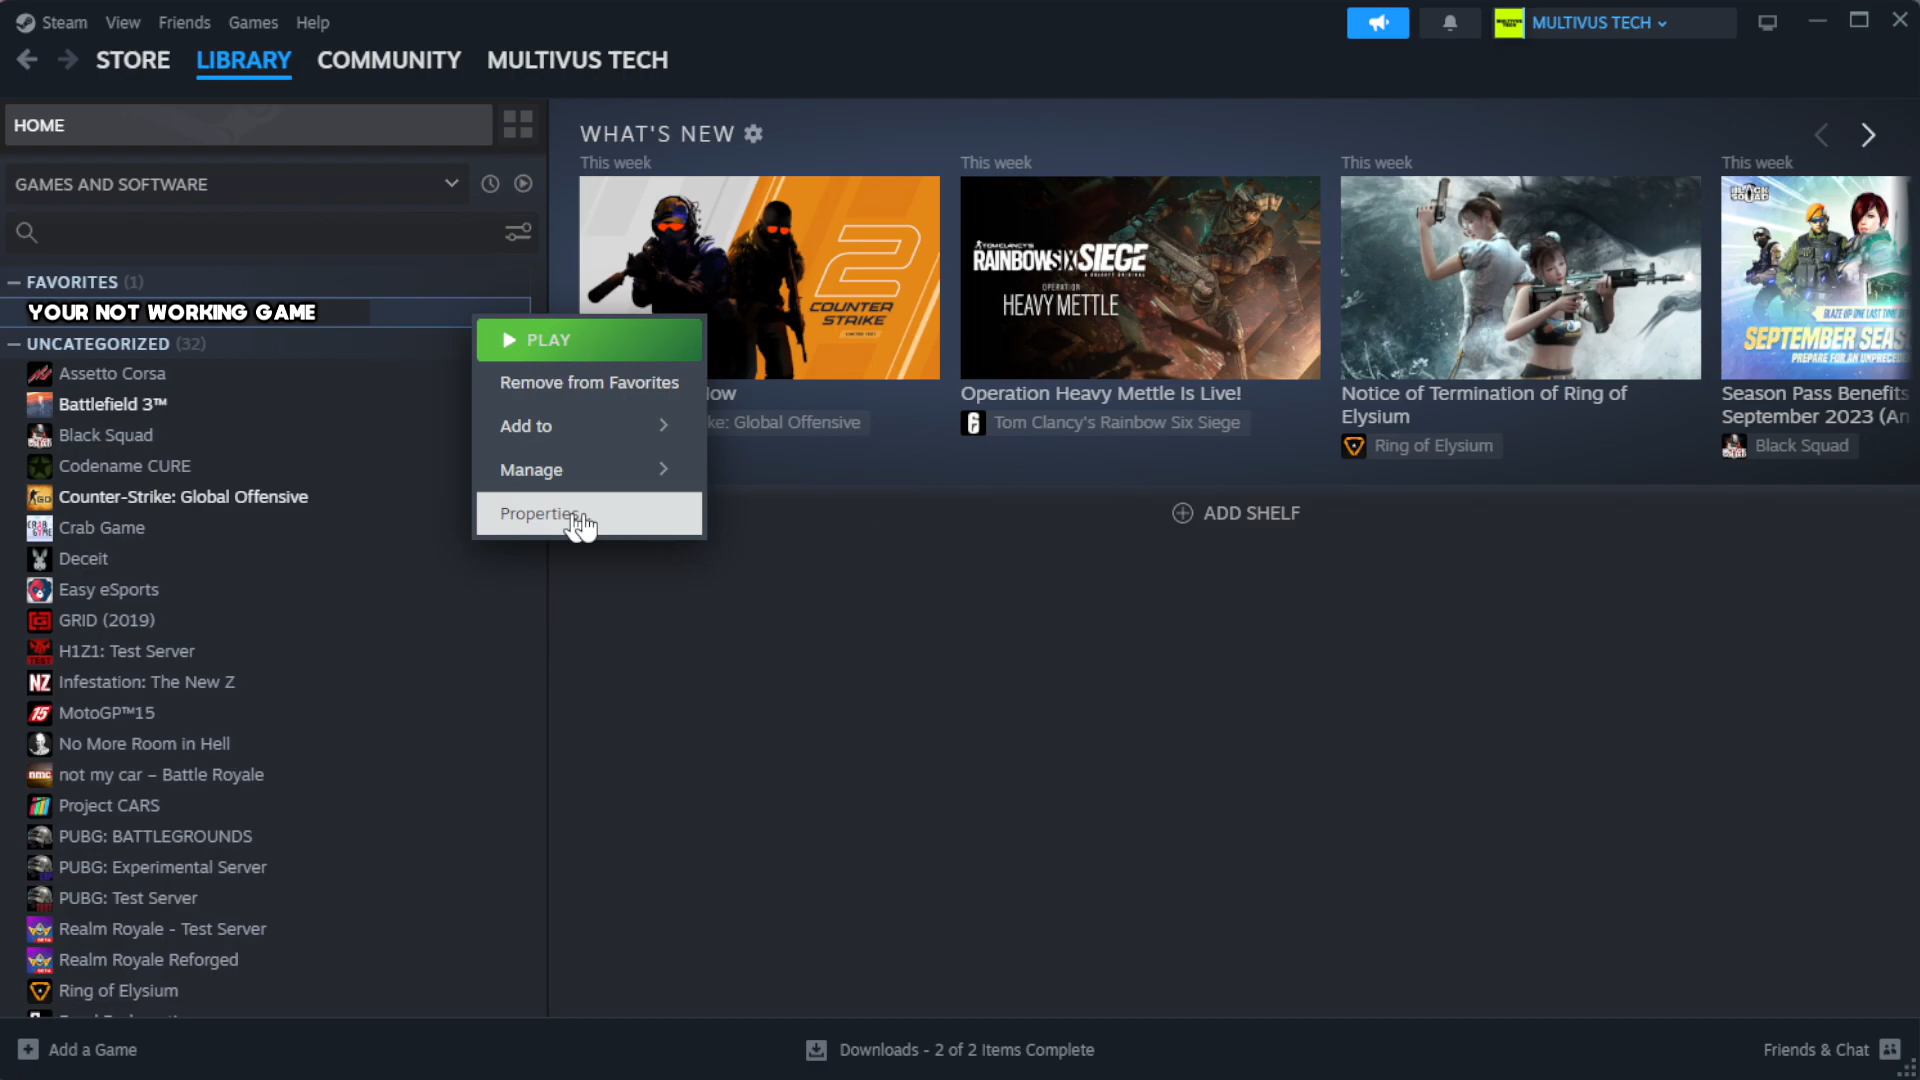 Steam View Friends Games Help
MULTIVUS TECH
STORE LIBRARY COMMUNITY MULTIVUS TECH
HOME
GAMES AND SOFTWARE
FAVORITES (1)
YOUR NOT WORKING GAME
UNCATEGORIZED (32)
Assetto Corsa
Battlefield 3™
Black Squad
Codename CURE
Counter-Strike: Global Offensive
Crab Game
Deceit
Easy eSports
GRID (2019)
H1Z1: Test Server
Infestation: The New Z
MotoGP™15
No More Room in Hell
not my car – Battle Royale
Project CARS
PUBG: BATTLEGROUNDS
PUBG: Experimental Server
PUBG: Test Server
Realm Royale - Test Server
Realm Royale Reforged
Ring of Elysium
PLAY
Remove from Favorites
Add to
Manage
Properties
WHAT'S NEW
This week
2
COUNTER
STRIKE
ke: Global Offensive
This week
TOM CLANCY'S
RAINBOW SIX SIEGE
OPERATION
HEAVY METTLE
Operation Heavy Mettle Is Live!
Tom Clancy's Rainbow Six Siege
This week
Notice of Termination of Ring of
Elysium
Ring of Elysium
This week
BLACK
SQUAD
BLAZE UP ONE LAST TIME
SEPTEMBER SEAS
PREPARE FOR AN UNPRECED
Season Pass Benefits
September 2023 (An
Black Squad
ADD SHELF
Add a Game
Downloads - 2 of 2 Items Complete
Friends & Chat